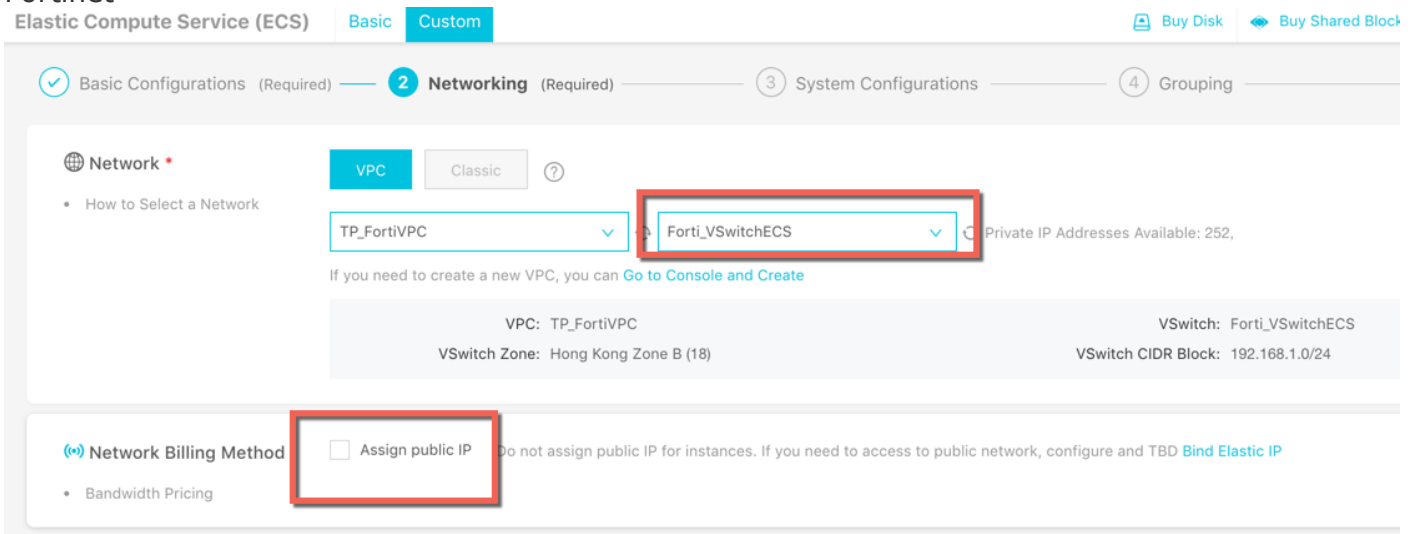 Fortinet
Elastic Compute Service (ECS) Basic Custom Buy Disk Buy Shared Block
Basic Configurations (Required) 2 Networking (Required) 3 System Configurations 4 Grouping
Network * VPC Classic ?
• How to Select a Network
TP_FortiVPC Forti_VSwitchECS Private IP Addresses Available: 252,
If you need to create a new VPC, you can Go to Console and Create
VPC: TP_FortiVPC VSwitch: Forti_VSwitchECS
VSwitch Zone: Hong Kong Zone B (18) VSwitch CIDR Block: 192.168.1.0/24
Network Billing Method Assign public IP Do not assign public IP for instances. If you need to access to public network, configure and TBD Bind Elastic IP
• Bandwidth Pricing